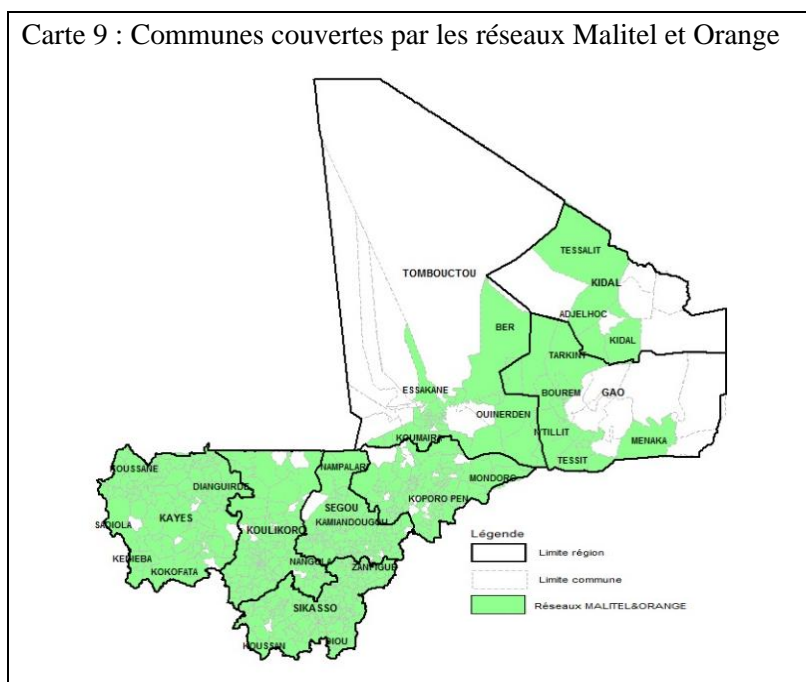 Carte 9 : Communes couvertes par les réseaux Malitel et Orange
TESSALIT
TOMBOUCTOU
KIDAL
ADJELHOC
BER
KIDAL
TARKINT
ESSAKANE
BOUREM
GAO
OUINERDEN
KOUMAIRA
N'TILLIT
MENAKA
TESSIT
KOUSSANE
NAMPALARI
MONDORO
DIANGUIRDE
KOPORO PEN
SEGOU
KAYES
KAMIANDOUGOU
SADIOLA
KOULIKORO
Légende
Limite région
KENIEBA
NANGOLA
ZANFIGUE
KOKOFATA
Limite commune
SIKASSO
Réseaux MALITEL&ORANGE
KOUSSAN
DIOU